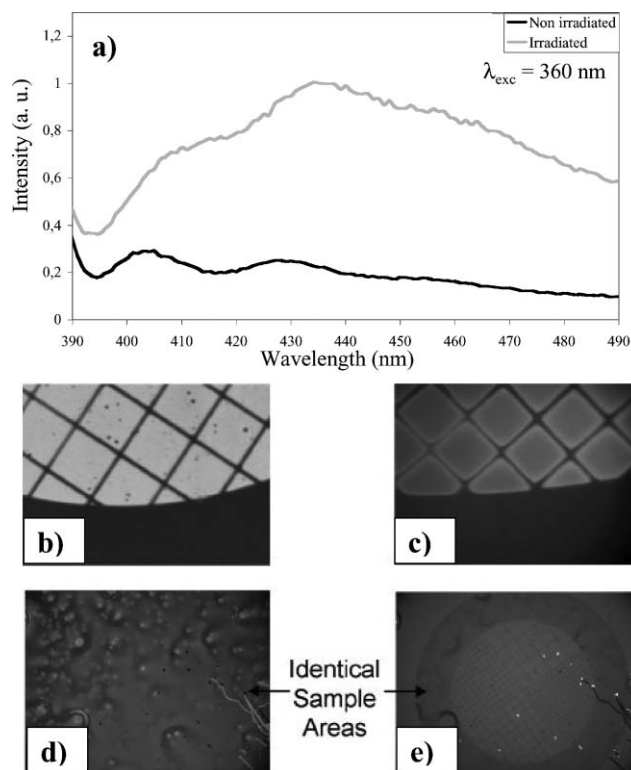 a)
Non irradiated
Irradiated
λexc = 360 nm
Intensity (a. u.)
1,2
1
0,8
0,6
0,4
0,2
0
390 400 410 420 430 440 450 460 470 480 490
Wavelength (nm)
b)
c)
Identical
Sample
Areas
d)
e)